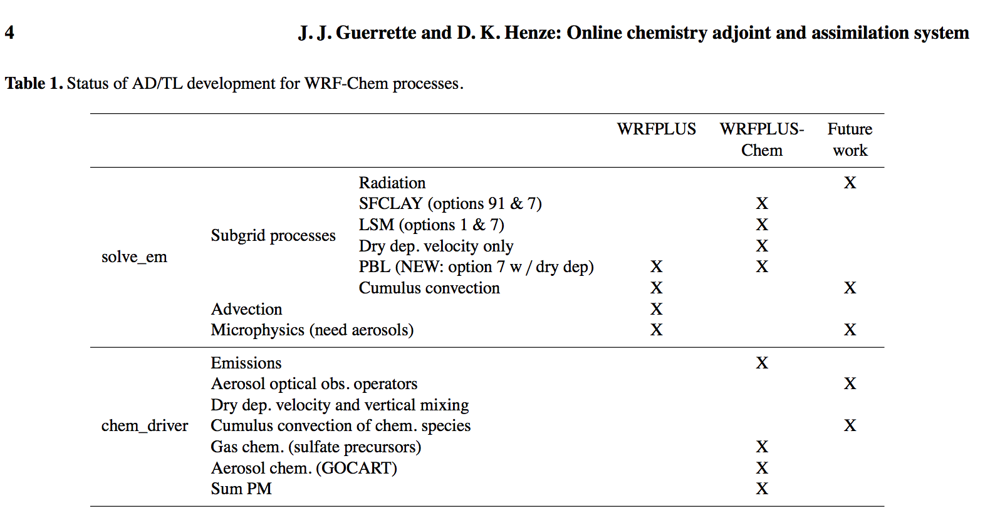 4 J. J. Guerrette and D. K. Henze: Online chemistry adjoint and assimilation system
Table 1. Status of AD/TL development for WRF-Chem processes.
WRFPLUS WRFPLUS- Future
Chem work
Radiation X
SFCLAY (options 91 & 7) X
LSM (options 1 & 7) X
Subgrid processes
Dry dep. velocity only X
solve_em
PBL (NEW: option 7 w / dry dep) X X
Cumulus convection X X
Advection X
Microphysics (need aerosols) X X
Emissions X
Aerosol optical obs. operators X
Dry dep. velocity and vertical mixing
chem_driver Cumulus convection of chem. species X
Gas chem. (sulfate precursors) X
Aerosol chem. (GOCART) X
Sum PM X